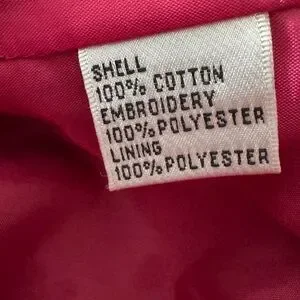 SHELL
100% COTTON
EMBROIDERY
100% POLYESTER
LINING
100% POLYESTER